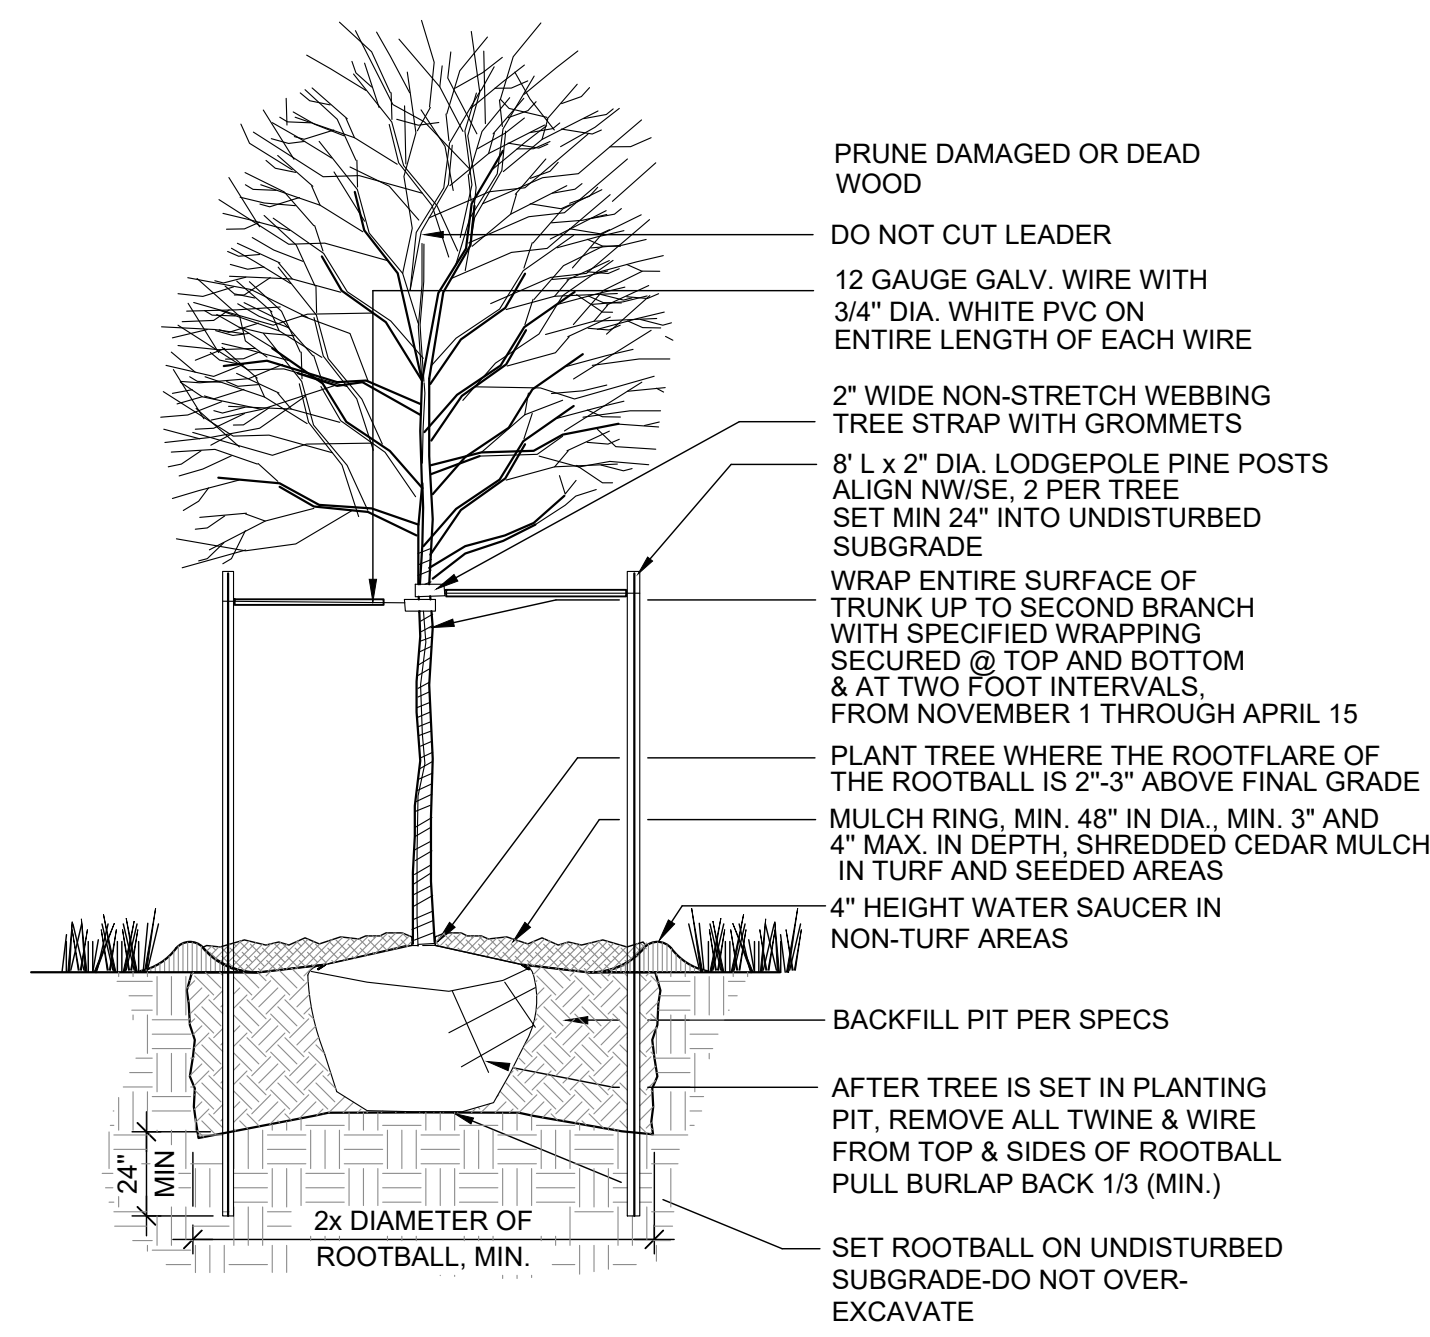 PRUNE DAMAGED OR DEAD
WOOD
DO NOT CUT LEADER
12 GAUGE GALV. WIRE WITH
3/4" DIA. WHITE PVC ON
ENTIRE LENGTH OF EACH WIRE
2" WIDE NON-STRETCH WEBBING
TREE STRAP WITH GROMMETS
8' L x 2" DIA. LODGEPOLE PINE POSTS
ALIGN NW/SE, 2 PER TREE
SET MIN 24" INTO UNDISTURBED
SUBGRADE
WRAP ENTIRE SURFACE OF
TRUNK UP TO SECOND BRANCH
WITH SPECIFIED WRAPPING
SECURED @ TOP AND BOTTOM
& AT TWO FOOT INTERVALS,
FROM NOVEMBER 1 THROUGH APRIL 15
PLANT TREE WHERE THE ROOTFLARE OF
THE ROOTBALL IS 2"-3" ABOVE FINAL GRADE
MULCH RING, MIN. 48" IN DIA., MIN. 3" AND
4" MAX. IN DEPTH, SHREDDED CEDAR MULCH
IN TURF AND SEEDED AREAS
4" HEIGHT WATER SAUCER IN
NON-TURF AREAS
BACKFILL PIT PER SPECS
AFTER TREE IS SET IN PLANTING
PIT, REMOVE ALL TWINE & WIRE
FROM TOP & SIDES OF ROOTBALL
PULL BURLAP BACK 1/3 (MIN.)
SET ROOTBALL ON UNDISTURBED
SUBGRADE-DO NOT OVER-
EXCAVATE
24"
MIN
2x DIAMETER OF
ROOTBALL, MIN.